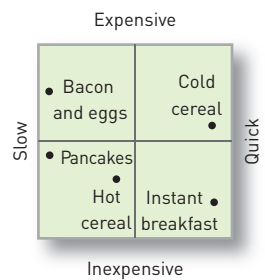 Expensive
Slow
Bacon
and eggs
Cold
cereal
Quick
Pancakes
Hot
cereal
Instant
breakfast
Inexpensive